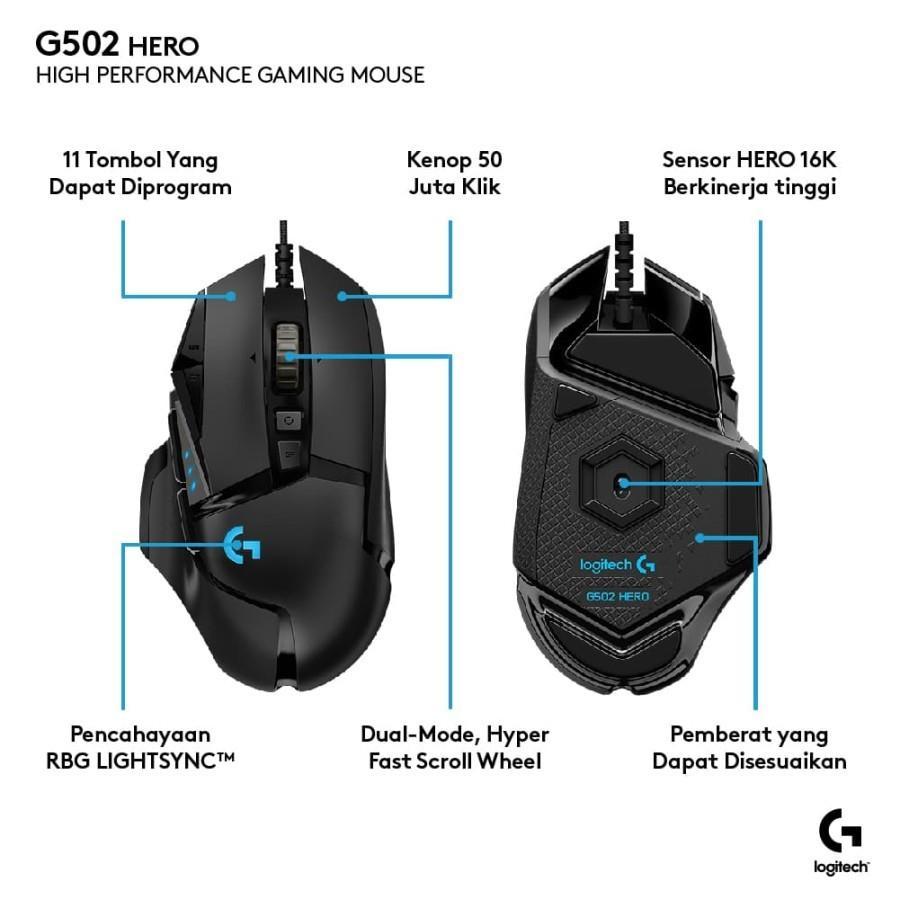 G502 HERO
HIGH PERFORMANCE GAMING MOUSE
11 Tombol Yang
Dapat Diprogram
Kenop 50
Juta Klik
Sensor HERO 16K
Berkinerja tinggi
logitech G
G502 HERO
Pencahayaan
RBG LIGHTSYNC™
Dual-Mode, Hyper
Fast Scroll Wheel
Pemberat yang
Dapat Disesuaikan
logitech